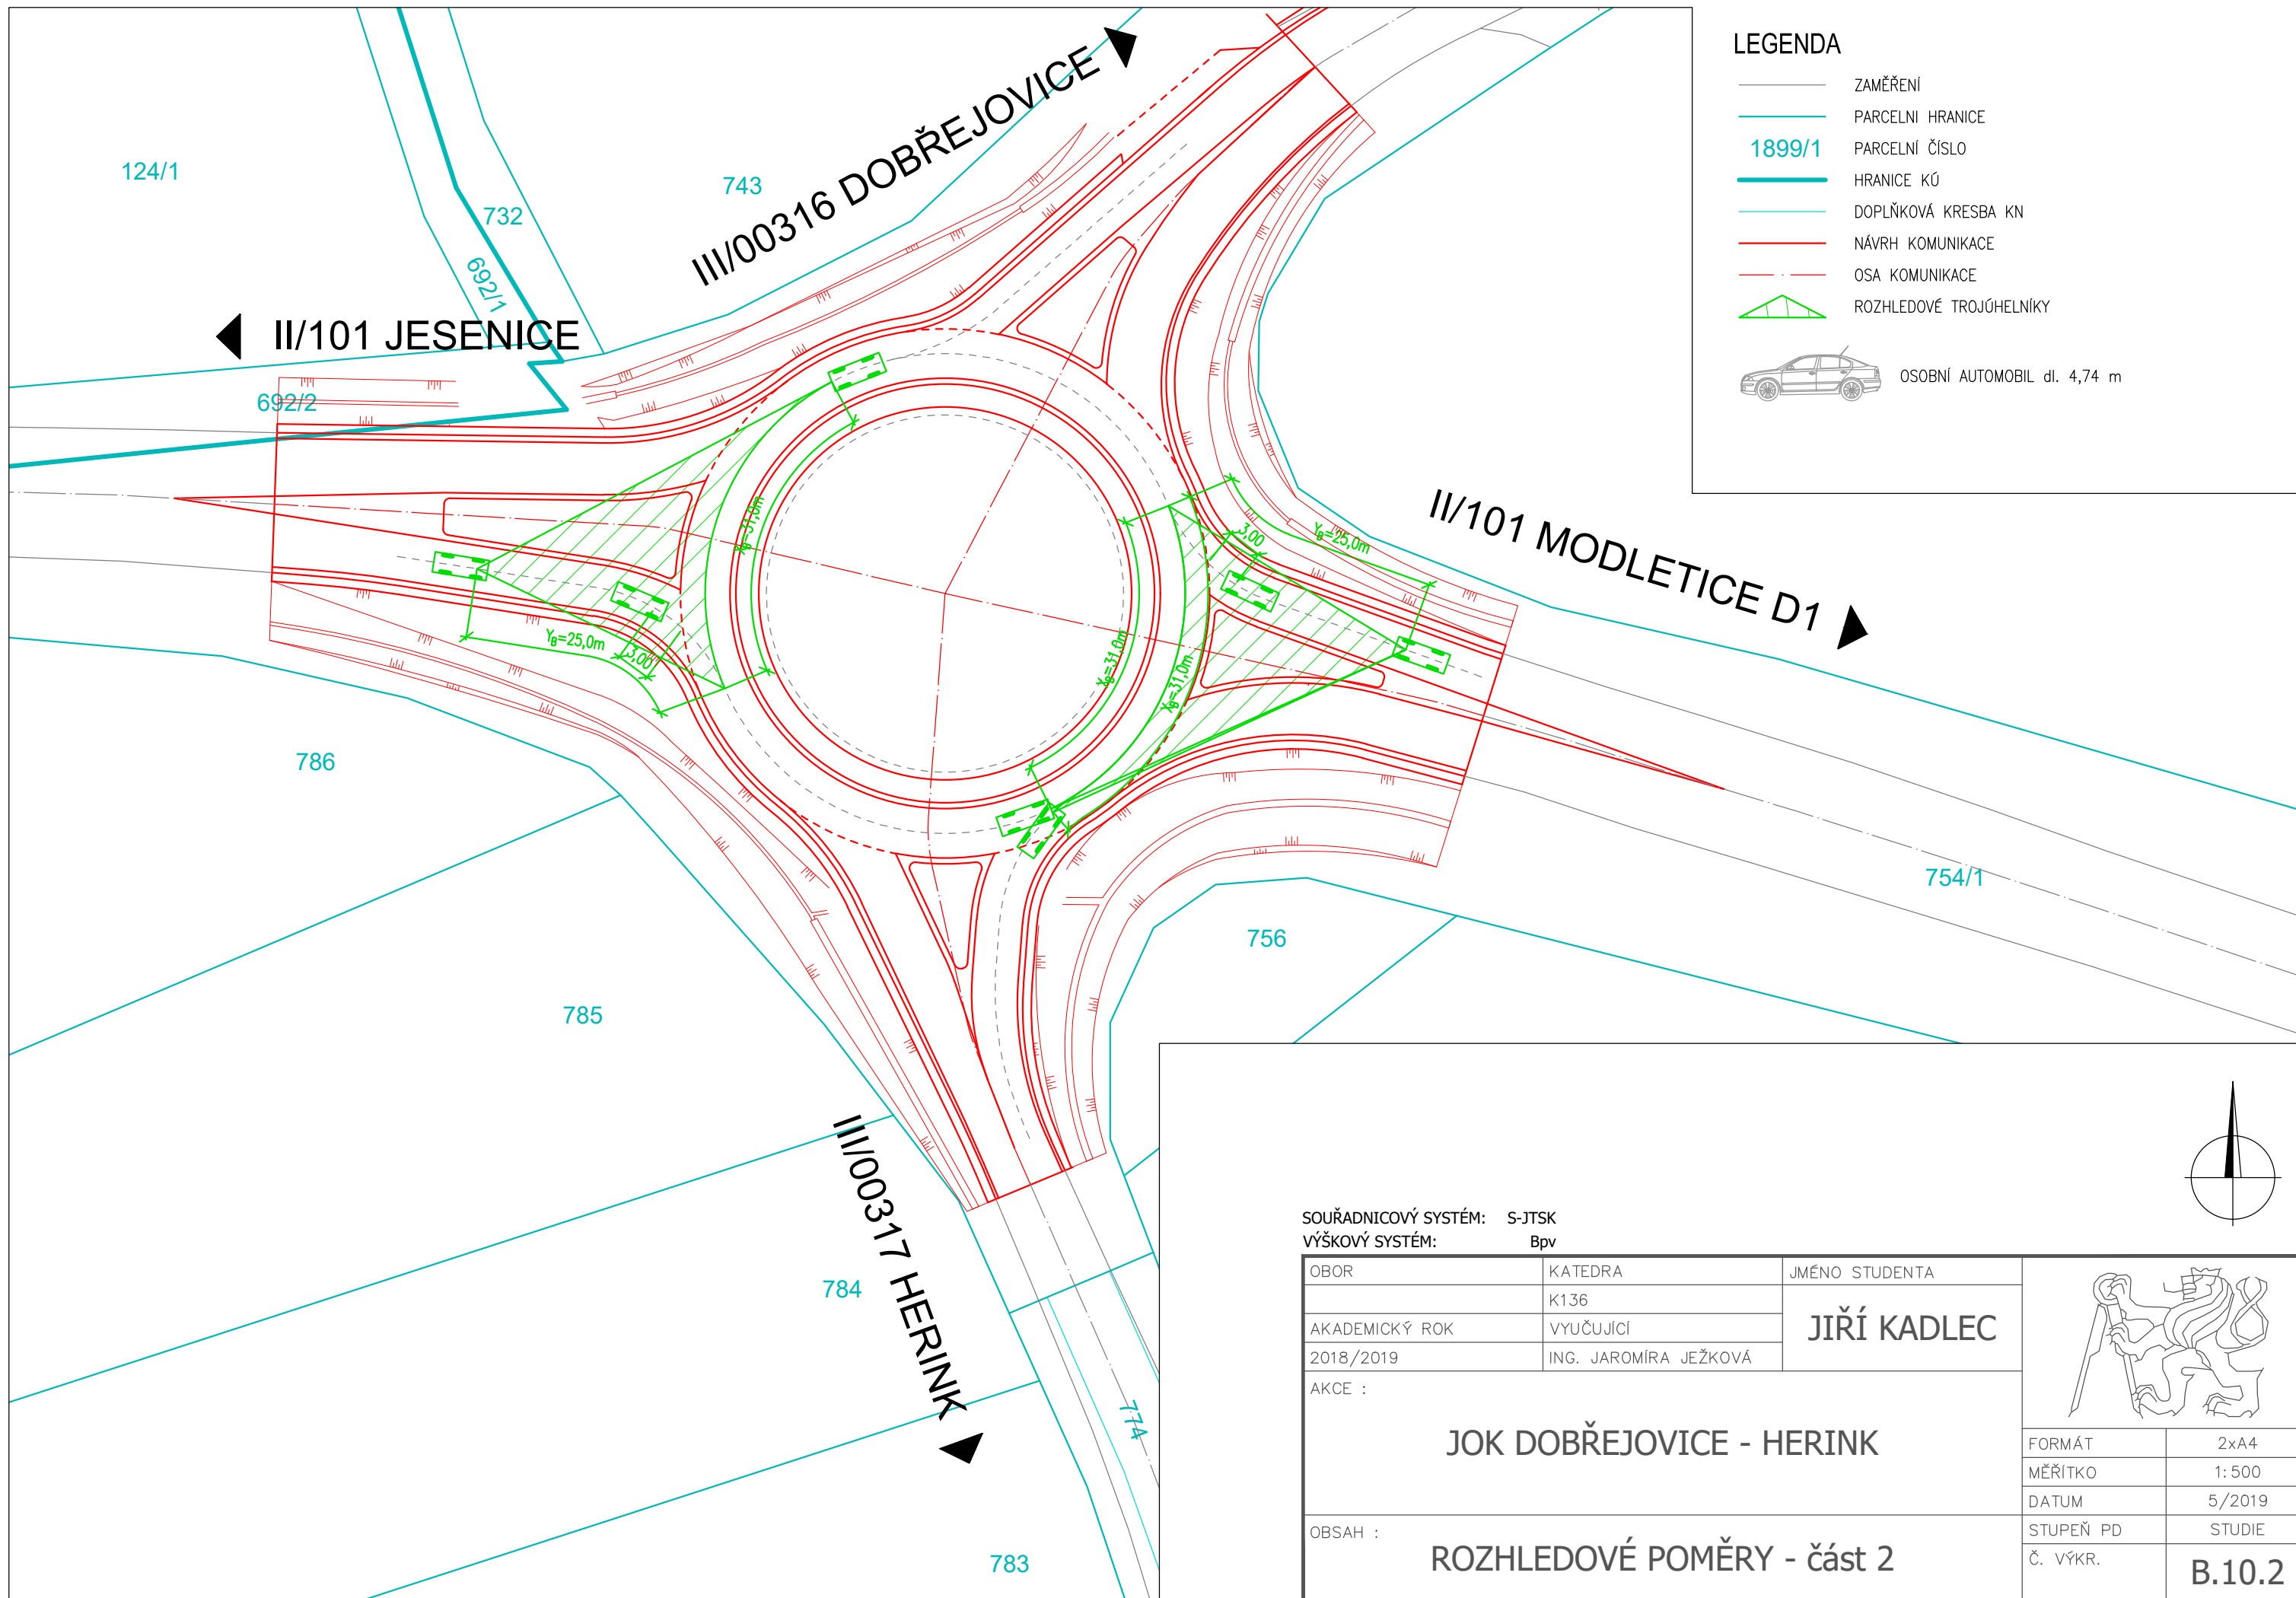 124/1
732
692/1
743
III/00316 DOBŘEJOVICE
II/101 JESENICE
692/2
II/101 MODLETICE D1
YB=31,0m
3,00
YB=25,0m
YB=25,0m
3,00
YB=31,0m
YB=31,0m
786
785
784
783
756
754/1
774
III/00317 HERINK
LEGENDA
ZAMĚŘENÍ
PARCELNI HRANICE
1899/1 PARCELNÍ ČÍSLO
HRANICE KÚ
DOPLŇKOVÁ KRESBA KN
NÁVRH KOMUNIKACE
OSA KOMUNIKACE
ROZHLEDOVÉ TROJÚHELNÍKY
OSOBNÍ AUTOMOBIL dl. 4,74 m
SOUŘADNICOVÝ SYSTÉM: S-JTSK
VÝŠKOVÝ SYSTÉM: Bpv
OBOR KATEDRA JMÉNO STUDENTA
K136
JIŘÍ KADLEC
AKADEMICKÝ ROK VYUČUJÍCÍ
2018/2019 ING. JAROMÍRA JEŽKOVÁ
AKCE :
JOK DOBŘEJOVICE - HERINK
FORMÁT 2xA4
MĚŘÍTKO 1:500
DATUM 5/2019
OBSAH :
ROZHLEDOVÉ POMĚRY - část 2
STUPEŇ PD STUDIE
Č. VÝKR. B.10.2